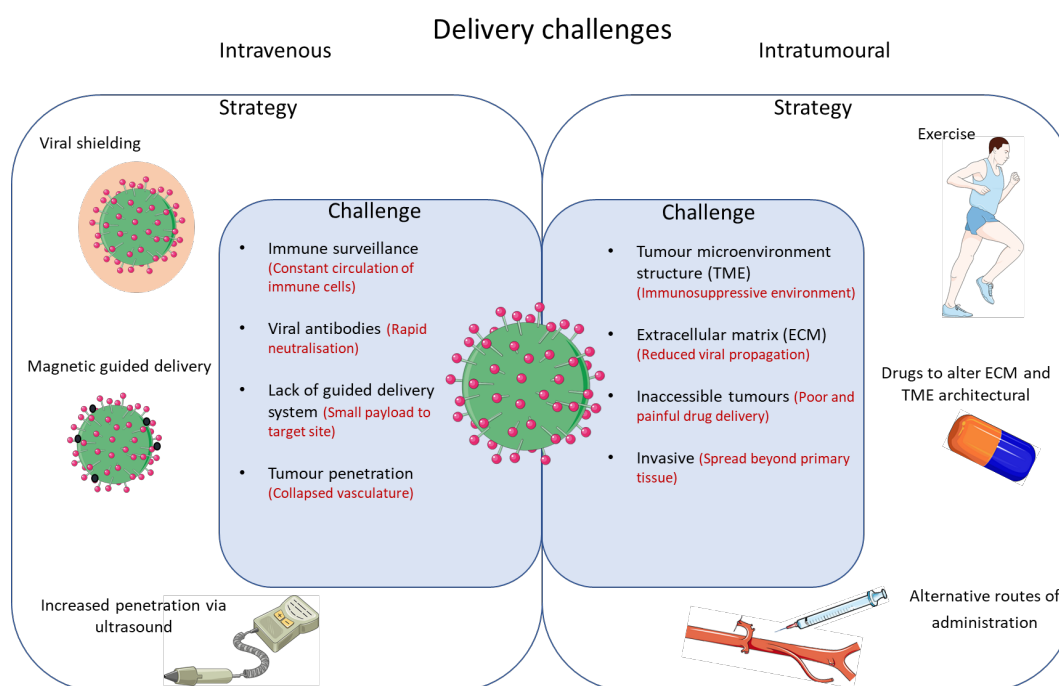 Delivery challenges
Intravenous
Intratumoural
Strategy
Viral shielding
Magnetic guided delivery
Increased penetration via
ultrasound
Challenge
• Immune surveillance
(Constant circulation of
immune cells)
• Viral antibodies (Rapid
neutralisation)
• Lack of guided delivery
system (Small payload to
target site)
• Tumour penetration
(Collapsed vasculature)
Strategy
Challenge
• Tumour microenvironment
structure (TME)
(Immunosuppressive environment)
• Extracellular matrix (ECM)
(Reduced viral propagation)
• Inaccessible tumours (Poor and
painful drug delivery)
• Invasive (Spread beyond primary
tissue)
Exercise
Drugs to alter ECM and
TME architectural
Alternative routes of
administration